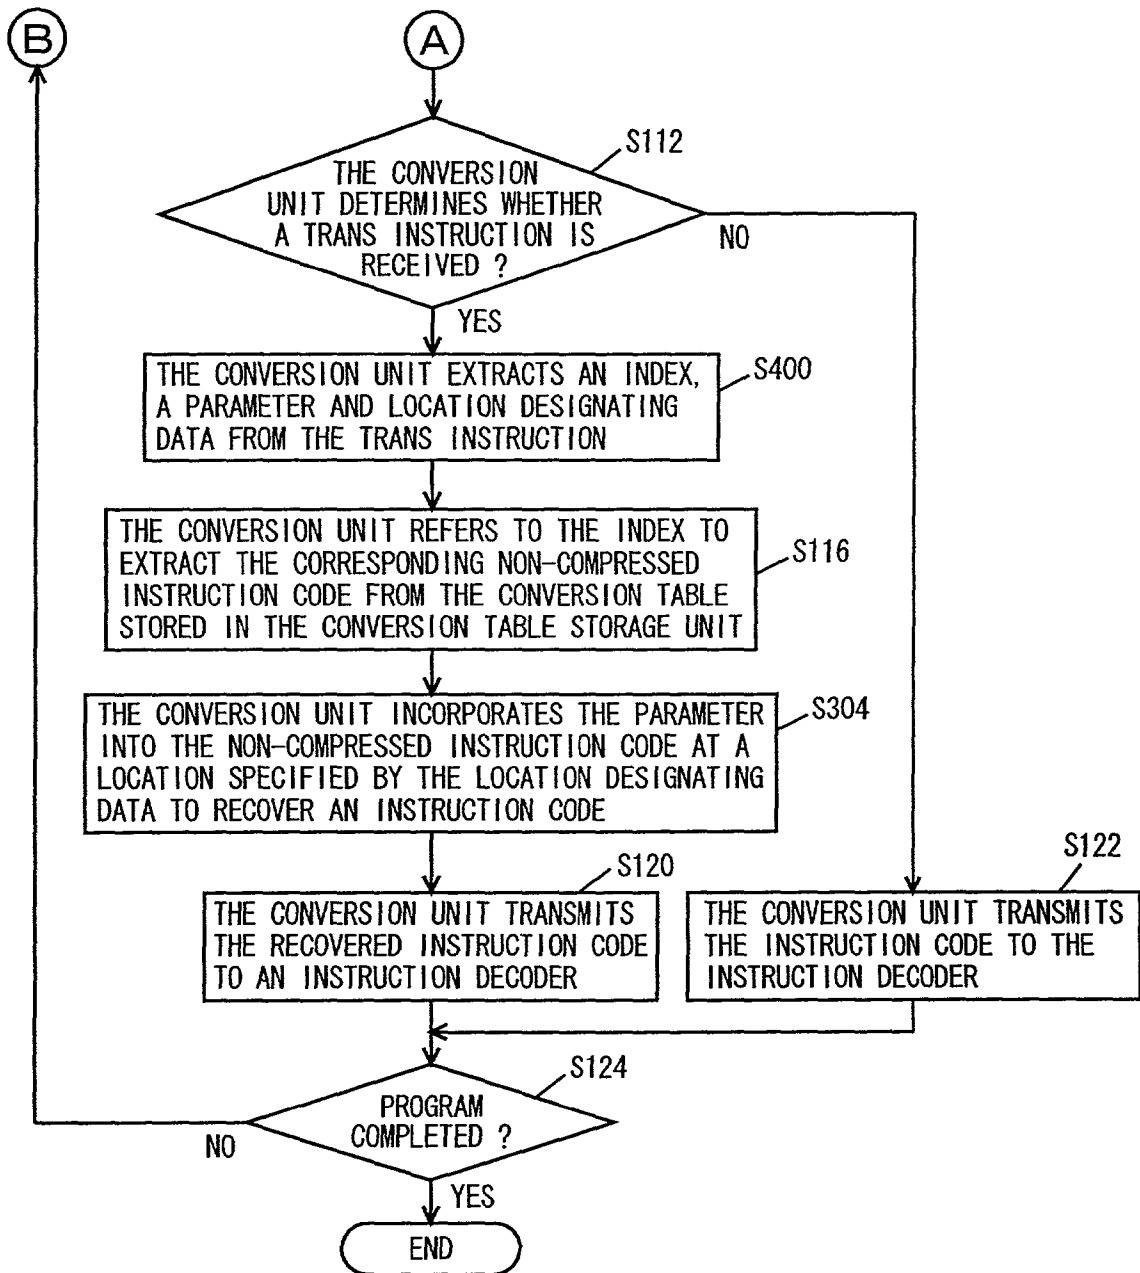 B
A
S112
THE CONVERSION
UNIT DETERMINES WHETHER
A TRANS INSTRUCTION IS
RECEIVED ?
NO
YES
S400
THE CONVERSION UNIT EXTRACTS AN INDEX,
A PARAMETER AND LOCATION DESIGNATING
DATA FROM THE TRANS INSTRUCTION
S116
THE CONVERSION UNIT REFERS TO THE INDEX TO
EXTRACT THE CORRESPONDING NON-COMPRESSED
INSTRUCTION CODE FROM THE CONVERSION TABLE
STORED IN THE CONVERSION TABLE STORAGE UNIT
S304
THE CONVERSION UNIT INCORPORATES THE PARAMETER
INTO THE NON-COMPRESSED INSTRUCTION CODE AT A
LOCATION SPECIFIED BY THE LOCATION DESIGNATING
DATA TO RECOVER AN INSTRUCTION CODE
S120
THE CONVERSION UNIT TRANSMITS
THE RECOVERED INSTRUCTION CODE
TO AN INSTRUCTION DECODER
S122
THE CONVERSION UNIT TRANSMITS
THE INSTRUCTION CODE TO THE
INSTRUCTION DECODER
S124
PROGRAM
COMPLETED ?
NO
YES
END